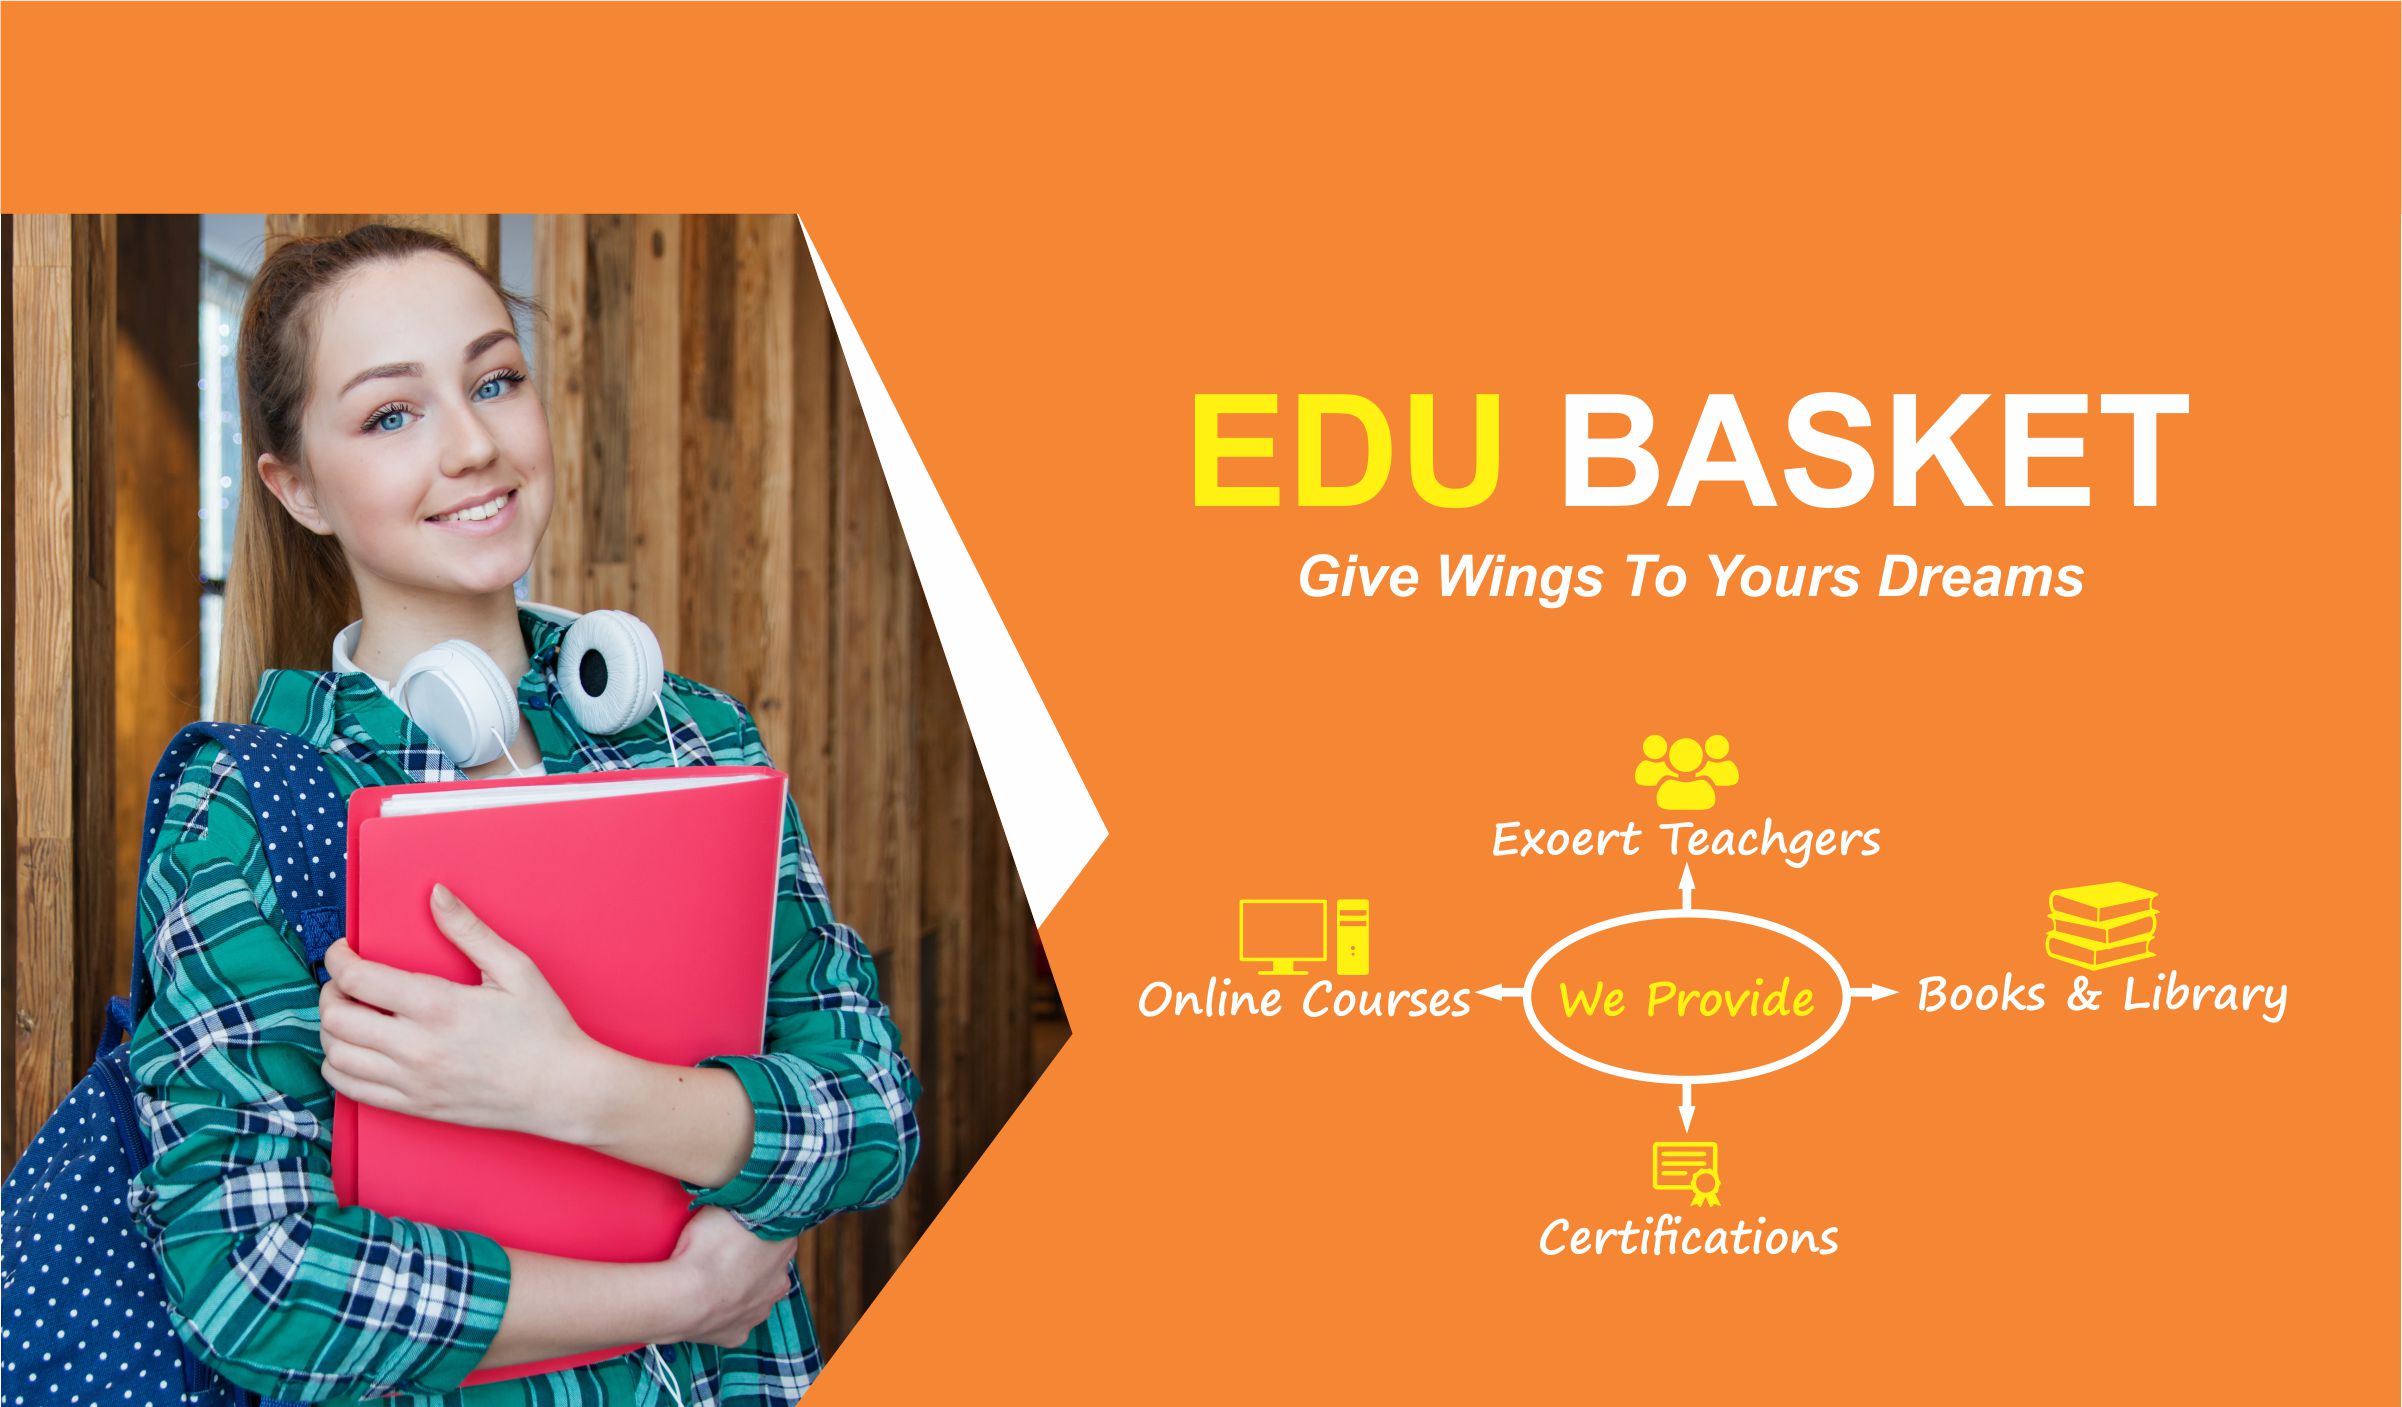 EDU BASKET
Give Wings To Yours Dreams
Exoert Teachgers
Online Courses
We Provide
Books & Library
Certifications